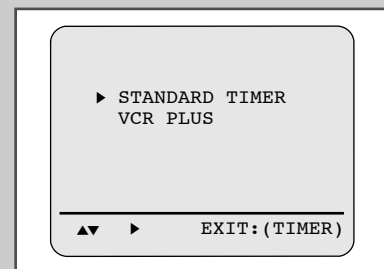 ▶ STANDARD TIMER
VCR PLUS
▲▼ ▶ EXIT:(TIMER)